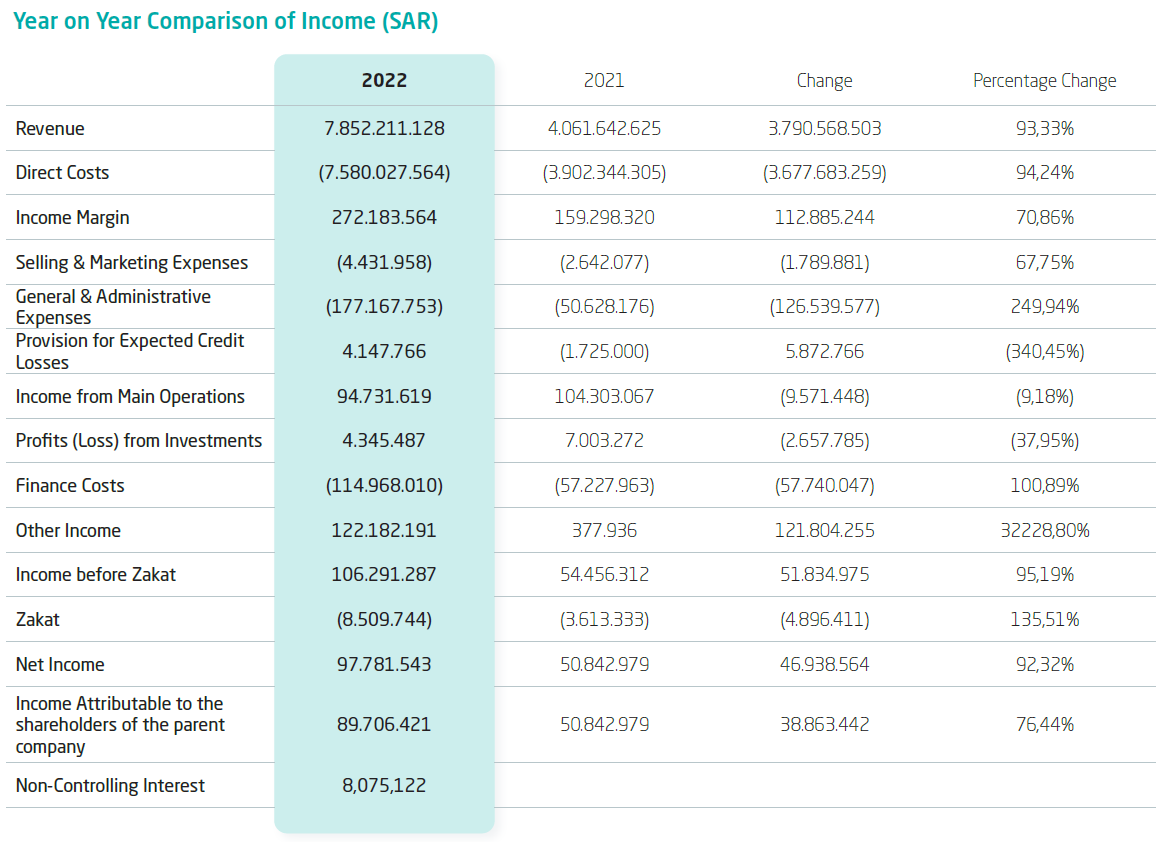 Year on Year Comparison of Income (SAR)
2022 2021 Change Percentage Change
Revenue 7.852.211.128 4.061.642.625 3.790.568.503 93,33%
Direct Costs (7.580.027.564) (3.902.344.305) (3.677.683.259) 94,24%
Income Margin 272.183.564 159.298.320 112.885.244 70,86%
Selling & Marketing Expenses (4.431.958) (2.642.077) (1.789.881) 67,75%
General & Administrative
Expenses (177.167.753) (50.628.176) (126.539.577) 249,94%
Provision for Expected Credit
Losses 4.147.766 (1.725.000) 5.872.766 (340,45%)
Income from Main Operations 94.731.619 104.303.067 (9.571.448) (9,18%)
Profits (Loss) from Investments 4.345.487 7.003.272 (2.657.785) (37,95%)
Finance Costs (114.968.010) (57.227.963) (57.740.047) 100,89%
Other Income 122.182.191 377.936 121.804.255 32228,80%
Income before Zakat 106.291.287 54.456.312 51.834.975 95,19%
Zakat (8.509.744) (3.613.333) (4.896.411) 135,51%
Net Income 97.781.543 50.842.979 46.938.564 92,32%
Income Attributable to the
shareholders of the parent 89.706.421 50.842.979 38.863.442 76,44%
company
Non-Controlling Interest 8,075,122